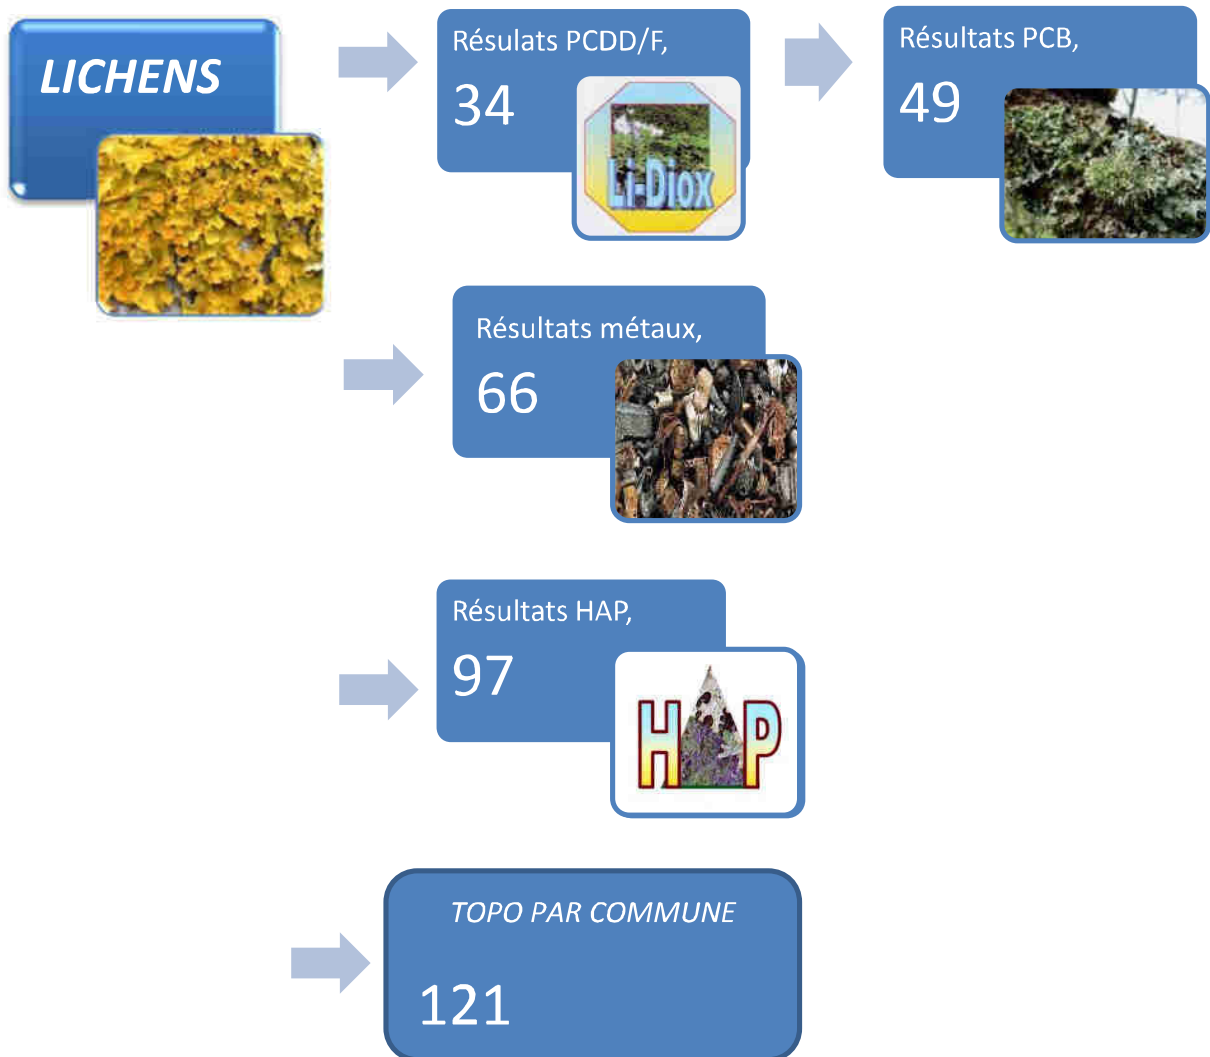 LICHENS
Résulats PCDD/F,
34
Li-Diox
Résultats PCB,
49
Résultats métaux,
66
Résultats HAP,
97
HAP
TOPO PAR COMMUNE
121